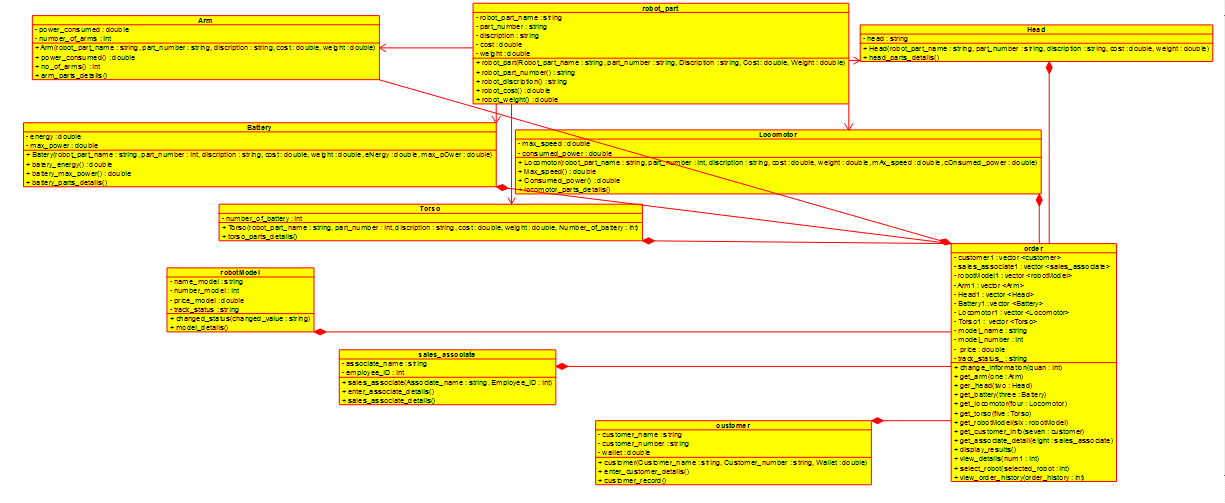 Arm
- power_consumed : double
- number_of_arms : int
+ Arm(robot_part_name : string, part_number : string, discription : string, cost : double, weight : double)
+ power_consumed() : double
+ no_of_arms() : int
+ arm_parts_details()
robot_part
- robot_part_name : string
- part_number : string
- discription : string
- cost : double
- weight : double
+ robot_part(Robot_part_name : string, part_number : string, Discription : string, Cost : double, Weight : double)
+ robot_part_number() : string
+ robot_discription() : string
+ robot_cost() : double
+ robot_weight() : double
Head
- head : string
+ Head(robot_part_name : string, part_number : string, discription : string, cost : double, weight : double)
+ head_parts_details()
Battery
- energy : double
- max_power : double
+ Batery(robot_part_name : string, part_number : int, discription : string, cost : double, weight : double, eNergy : double, max_pOwer : double)
+ batery_energy() : double
+ battery_max_power() : double
+ battery_parts_details()
Locomotor
- max_speed : double
- consumed_power : double
+ Locomotor(robot_part_name : string, part_number : int, discription : string, cost : double, weight : double, mAx_speed : double, cOnsumed_power : double)
+ Max_speed() : double
+ Consumed_power() : double
+ locomotor_parts_details()
Torso
- number_of_battery : int
+ Torso(robot_part_name : string, part_number : int, discription : string, cost : double, weight : double, Number_of_battery : int)
+ torso_parts_details()
robotModel
- name_model : string
- number_model : int
- price_model : double
- track_status : string
+ changed_status(changed_value : string)
+ model_details()
sales_associate
- associate_name : string
- employee_ID : int
+ sales_associate(Associate_name : string, Employee_ID : int)
+ enter_associate_details()
+ sales_associate_details()
customer
- customer_name : string
- customer_number : string
- wallet : double
+ customer(Customer_name : string, Customer_number : string, Wallet : double)
+ enter_customer_details()
+ customer_record()
order
- customer1 : vector <customer>
- sales_associate1 : vector <sales_associate>
- robotModel1 : vector <robotModel>
- Arm1 : vector <Arm>
- Head1 : vector <Head>
- Battery1 : vector <Battery>
- Locomotor1 : vector <Locomotor>
- Torso1 : vector <Torso>
- model_name : string
- model_number : int
- price : double
- track_status_ : string
+ change_information(quan : int)
+ get_arm(one : Arm)
+ ger_head(two : Head)
+ get_battery(three : Battery)
+ get_locomotor(four : Locomotor)
+ get_torso(five : Torso)
+ get_robotModel(six : robotModel)
+ get_customer_info(seven : customer)
+ get_associate_detail(eight : sales_associate)
+ display_results()
+ view_details(num1 : int)
+ select_robot(selected_robot : int)
+ view_order_history(order_history : int)